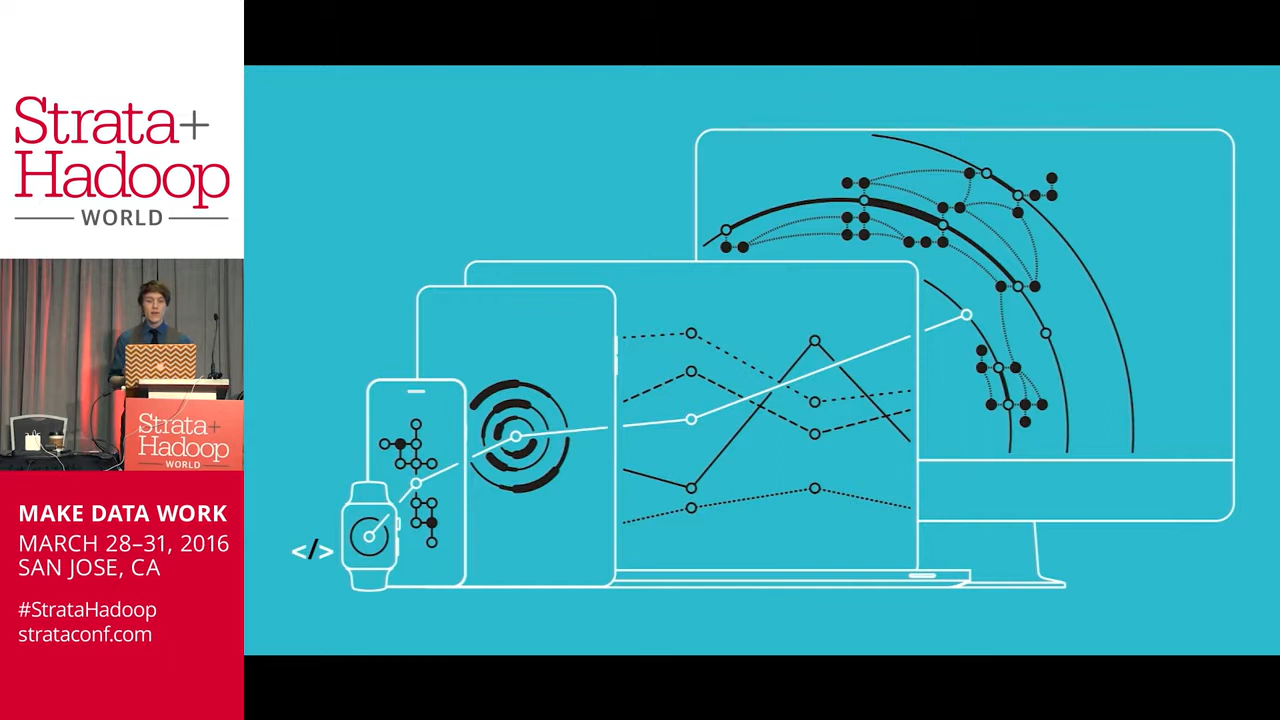 Strata+
Hadoop
WORLD
Strata+
Hadoop
WORLD
MAKE DATA WORK
MARCH 28–31, 2016
SAN JOSE, CA
#StrataHadoop
strataconf.com
</>